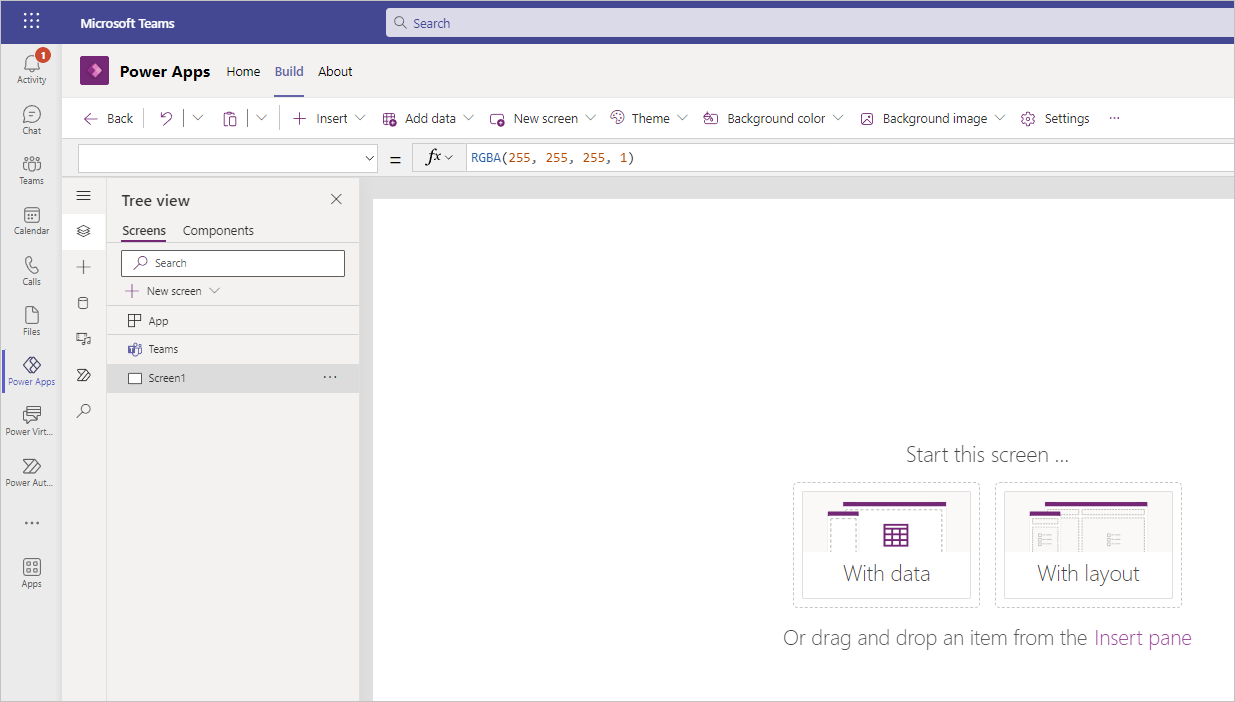 Microsoft Teams
Search
1
Activity
Chat
Teams
Calendar
Calls
Files
Power Apps
Power Virt...
Power Aut...
...
Apps
Power Apps Home Build About
Back Insert Add data New screen Theme Background color Background image Settings ...
= fx RGBA(255, 255, 255, 1)
Tree view
Screens Components
Search
New screen
App
Teams
Screen1 ...
Start this screen ...
With data With layout
Or drag and drop an item from the Insert pane